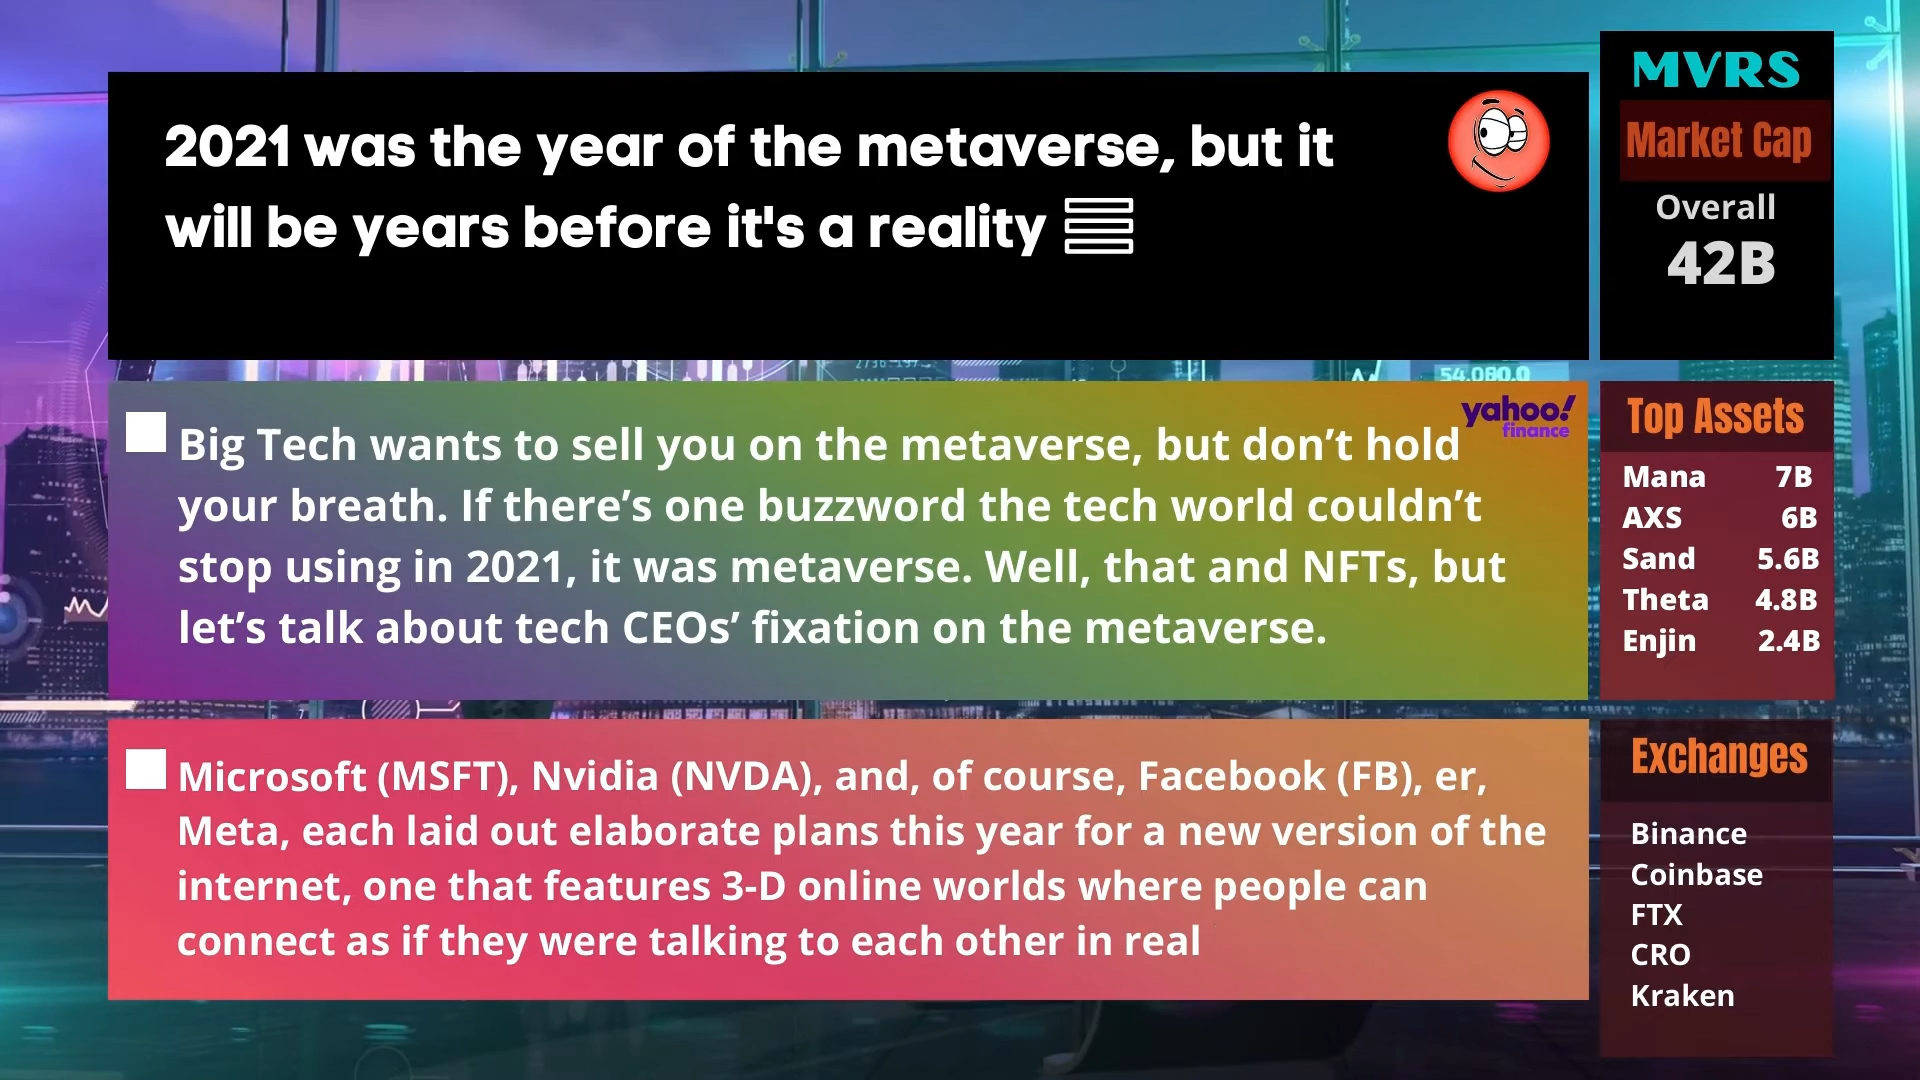 2021 was the year of the metaverse, but it
will be years before it's a reality
MVRS
Market Cap
Overall
42B
2736 197
54,080.0
yahoo!
finance
Big Tech wants to sell you on the metaverse, but don’t hold
your breath. If there’s one buzzword the tech world couldn’t
stop using in 2021, it was metaverse. Well, that and NFTs, but
let’s talk about tech CEOs’ fixation on the metaverse.
Top Assets
Mana 7B
AXS 6B
Sand 5.6B
Theta 4.8B
Enjin 2.4B
Microsoft (MSFT), Nvidia (NVDA), and, of course, Facebook (FB), er,
Meta, each laid out elaborate plans this year for a new version of the
internet, one that features 3-D online worlds where people can
connect as if they were talking to each other in real
Exchanges
Binance
Coinbase
FTX
CRO
Kraken